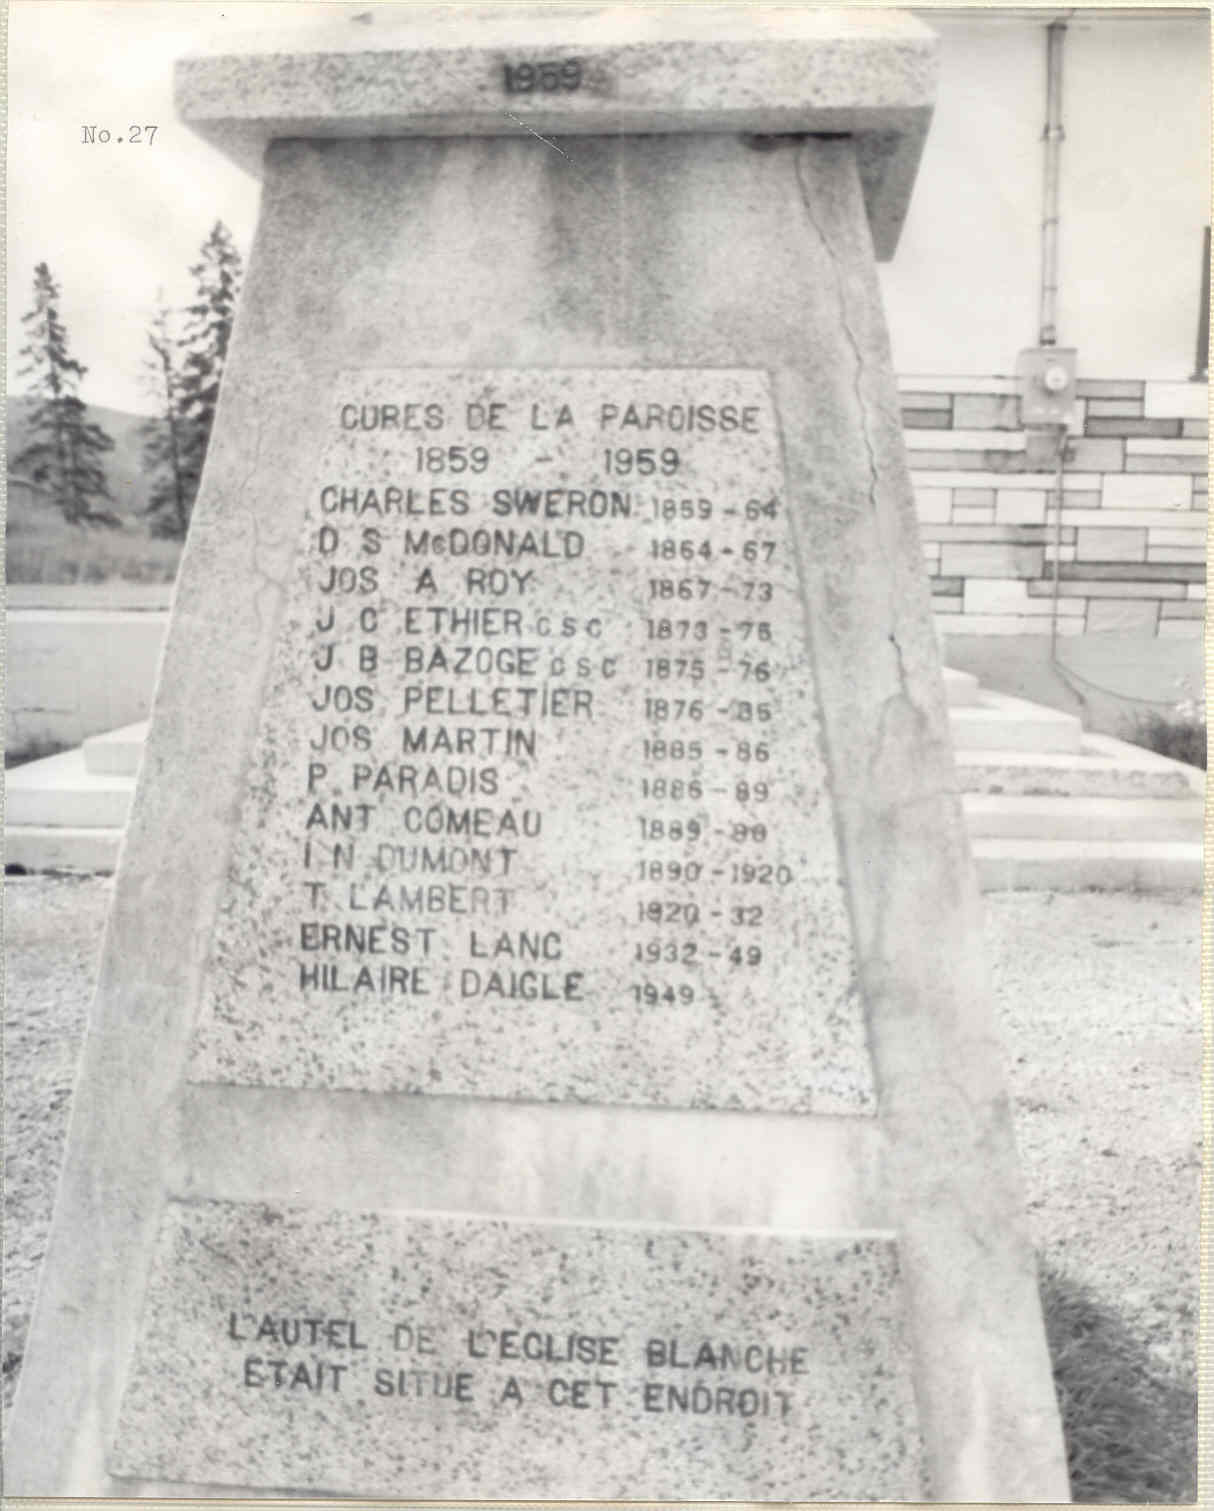 1959
No.27
CURES DE LA PAROISSE
1859 - 1959
CHARLES SWERON 1859 - 64
D S McDONALD 1864 - 67
JOS A ROY 1867 - 73
J C ETHIER C S C 1873 - 75
J B BAZOGE C S C 1875 - 76
JOS PELLETIER 1876 - 85
JOS MARTIN 1885 - 86
P PARADIS 1886 - 89
ANT COMEAU 1889 - 90
I N DUMONT 1890 - 1920
T LAMBERT 1920 - 32
ERNEST LANG 1932 - 49
HILAIRE DAIGLE 1949 -
L'AUTEL DE L'EGLISE BLANCHE
ETAIT SITUE A CET ENDROIT